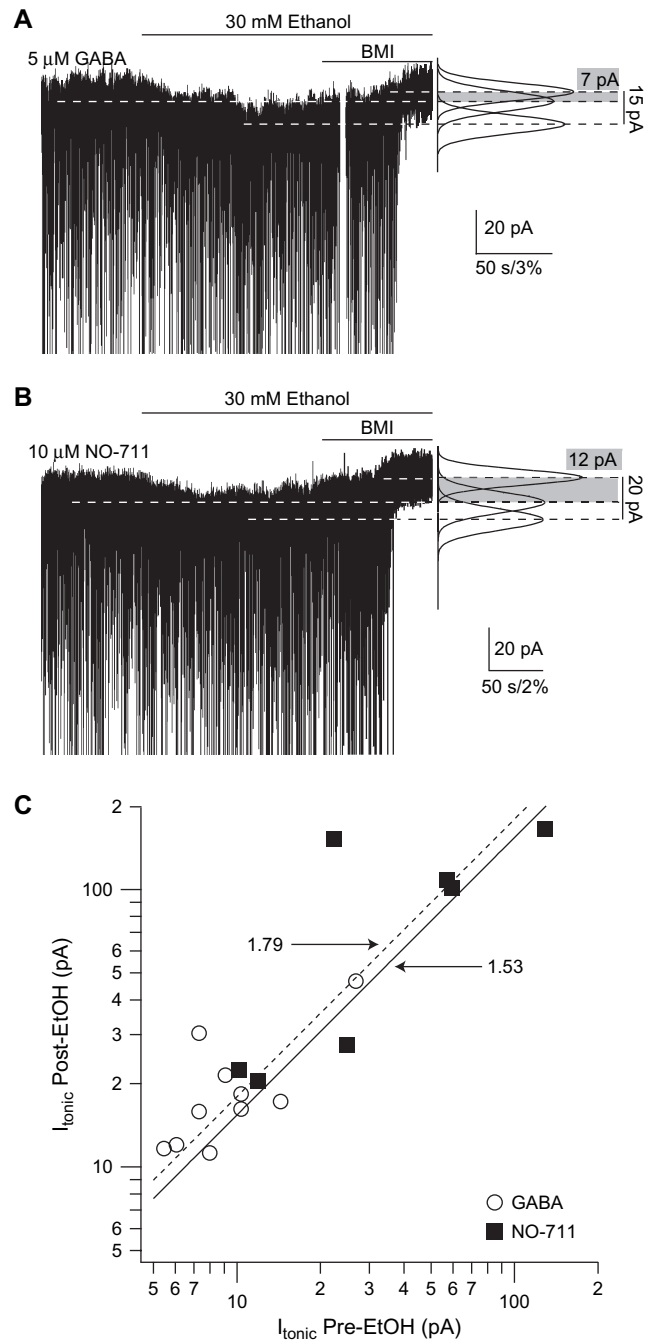 A
30 mM Ethanol
5 μM GABA
BMI
7 pA
15 pA
20 pA
50 s/3%
B
30 mM Ethanol
10 μM NO-711
BMI
12 pA
20 pA
20 pA
50 s/2%
C
2
100
6
5
4
3
2
10
6
5
I tonic Post-EtOH (pA)
1.79
1.53
GABA
NO-711
5 6 7 10 2 3 4 5 6 7 100 2
I tonic Pre-EtOH (pA)